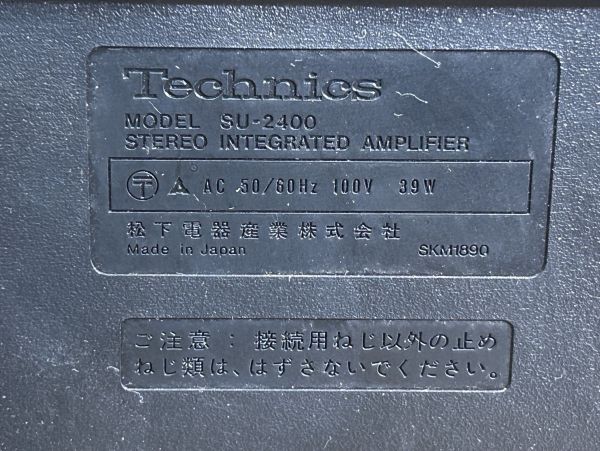 Technics
MODEL SU-2400
STEREO INTEGRATED AMPLIFIER
〒 AC 50/60Hz 100V 39W
松下電器産業株式会社
Made in Japan SKM1890
ご注意：接続用ねじ以外の止め
ねじ類は、はずさないでください。